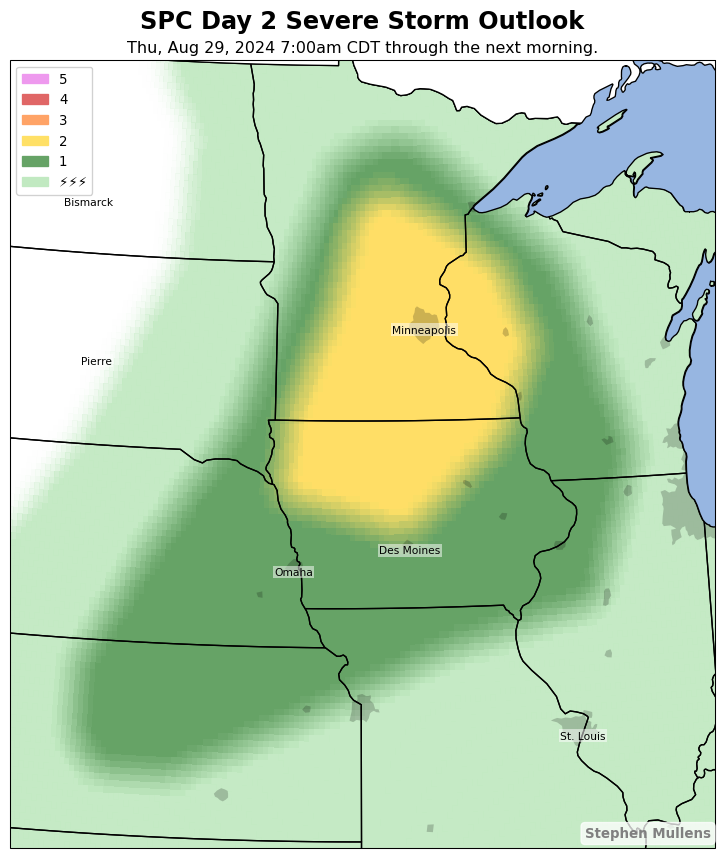 SPC Day 2 Severe Storm Outlook
Thu, Aug 29, 2024 7:00am CDT through the next morning.
5
4
3
2
1
⚡⚡⚡
Bismarck
Minneapolis
Pierre
Des Moines
Omaha
St. Louis
Stephen Mullens